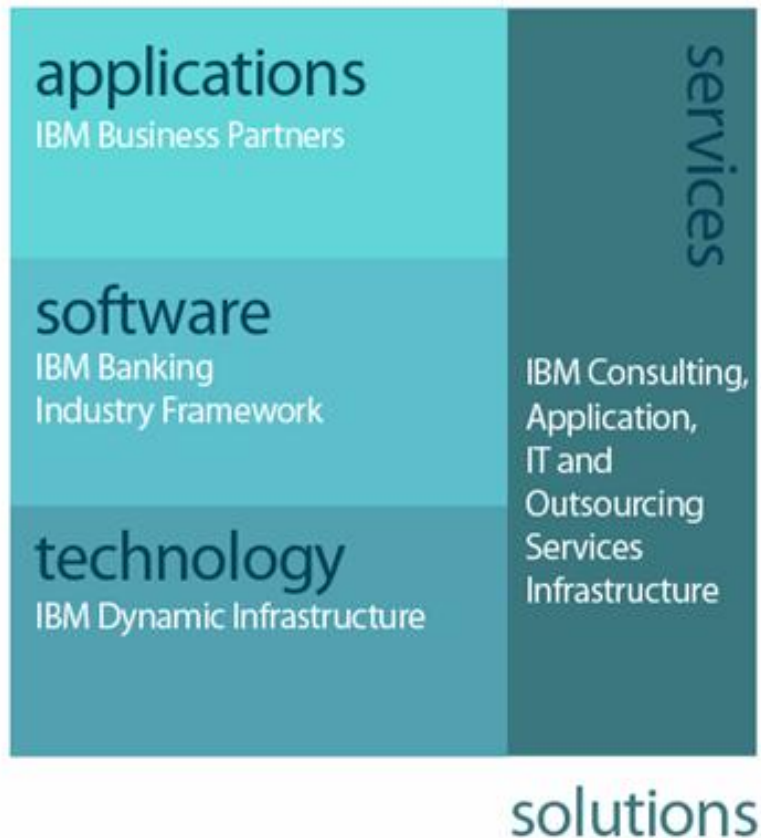 applications
IBM Business Partners
software
IBM Banking
Industry Framework
technology
IBM Dynamic Infrastructure
services
IBM Consulting,
Application,
IT and
Outsourcing
Services
Infrastructure
solutions